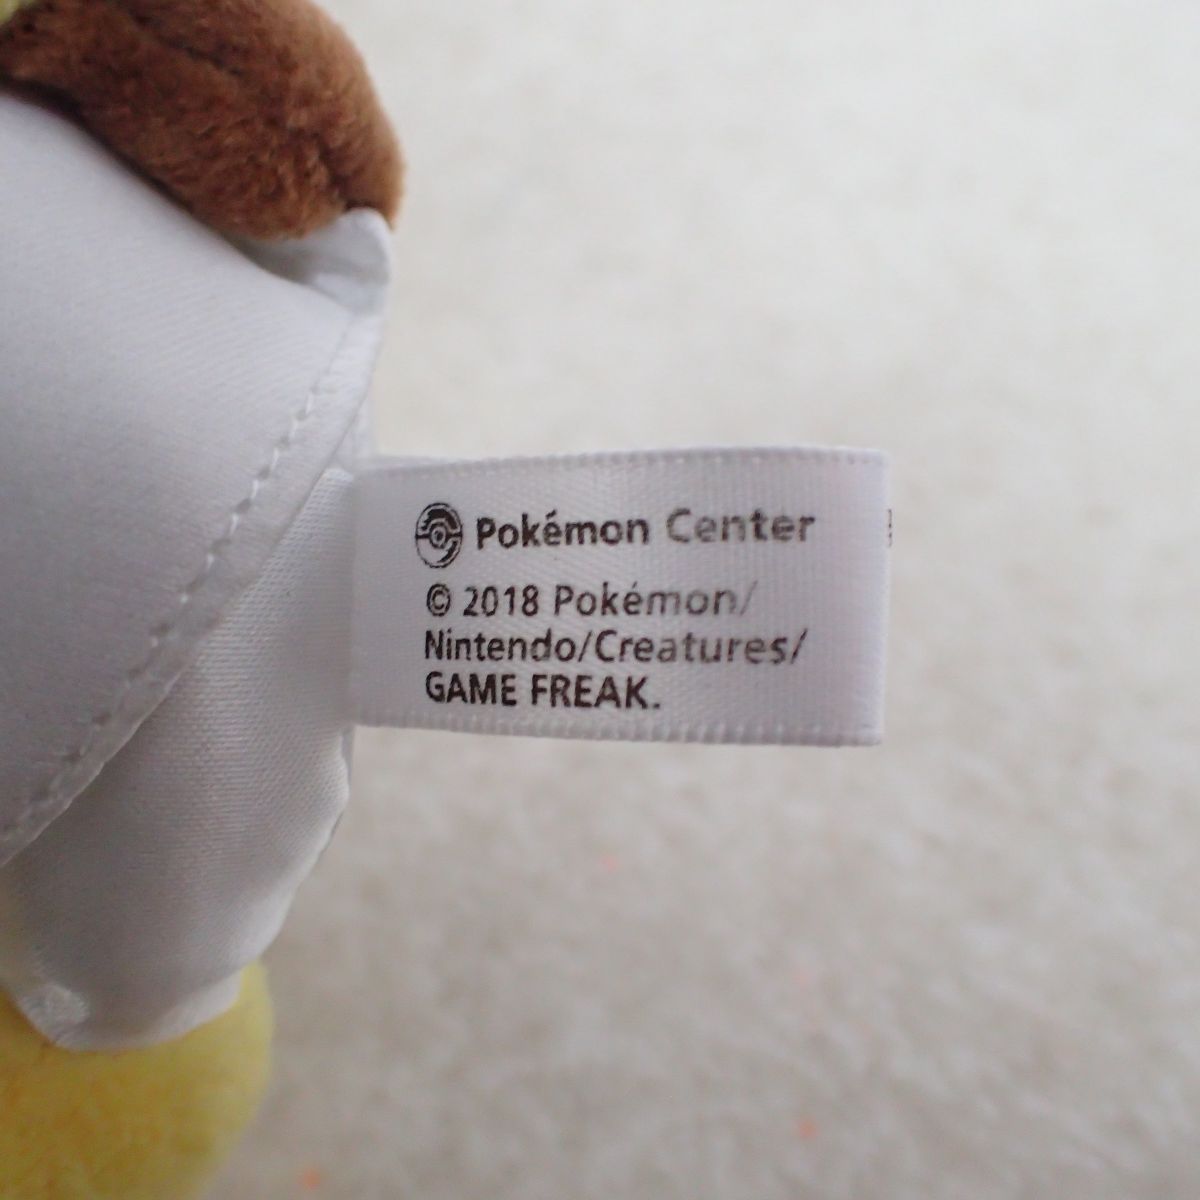 Pokémon Center
© 2018 Pokémon/
Nintendo/Creatures/
GAME FREAK.